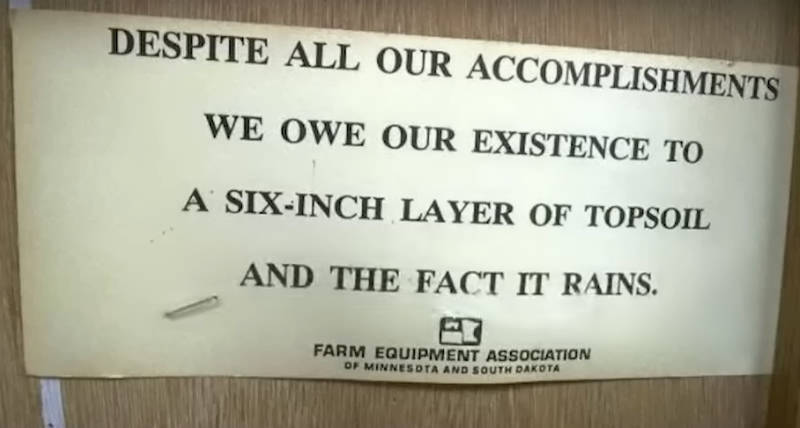 DESPITE ALL OUR ACCOMPLISHMENTS
WE OWE OUR EXISTENCE TO
A SIX-INCH LAYER OF TOPSOIL
AND THE FACT IT RAINS.
FARM EQUIPMENT ASSOCIATION
OF MINNESOTA AND SOUTH DAKOTA